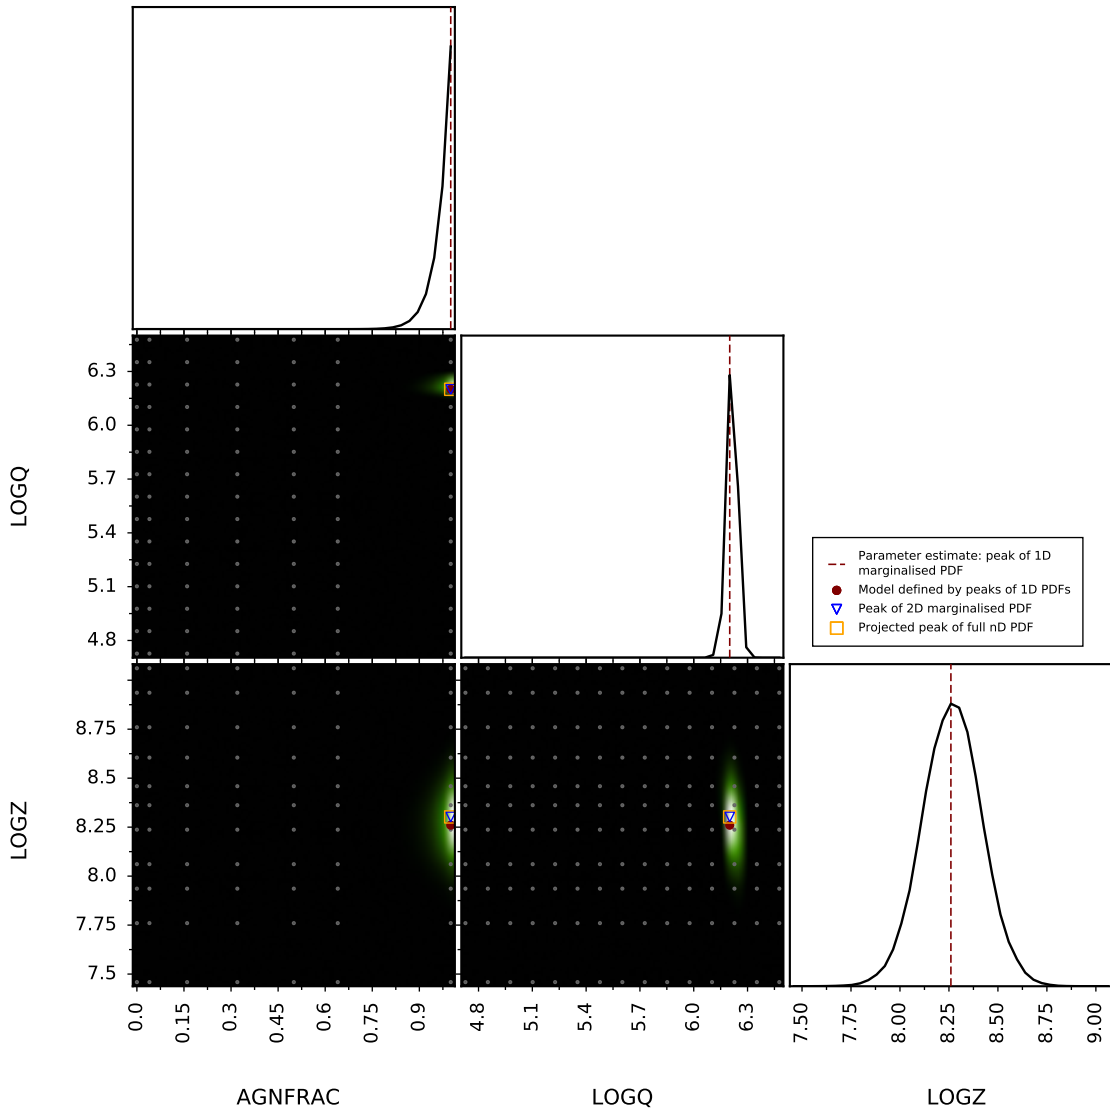 6.3
6.0
LOGQ
5.7
5.4
5.1
4.8
Parameter estimate: peak of 1D
marginalised PDF
Model defined by peaks of 1D PDFs
Peak of 2D marginalised PDF
Projected peak of full nD PDF
8.75
8.5
LOGZ
8.25
8.0
7.75
7.5
0.0 0.15 0.3 0.45 0.6 0.75 0.9
4.8 5.1 5.4 5.7 6.0 6.3
7.50 7.75 8.00 8.25 8.50 8.75 9.00
AGNFRAC LOGQ LOGZ